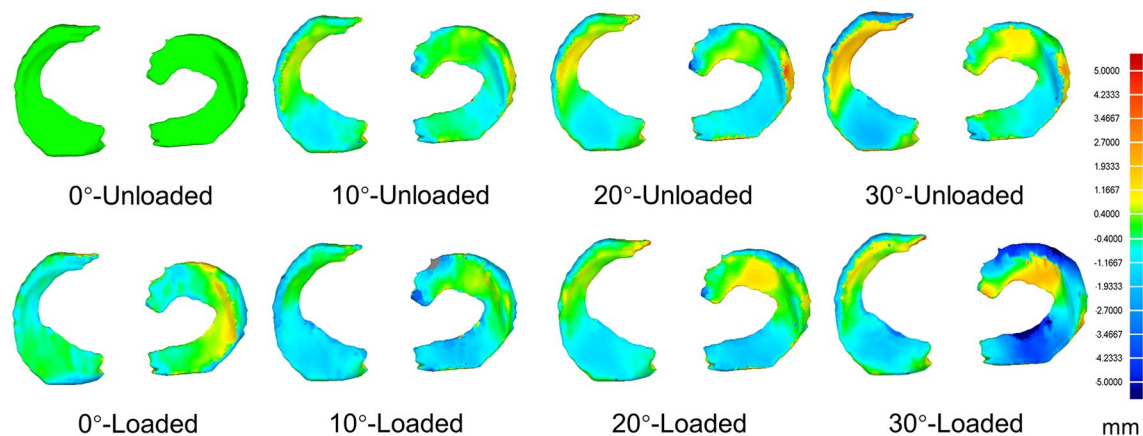 0°-Unloaded
10°-Unloaded
20°-Unloaded
30°-Unloaded
0°-Loaded
10°-Loaded
20°-Loaded
30°-Loaded
5.0000
4.2333
3.4667
2.7000
1.9333
1.1667
0.4000
-0.4000
-1.1667
-1.9333
-2.7000
-3.4667
-4.2333
-5.0000
mm